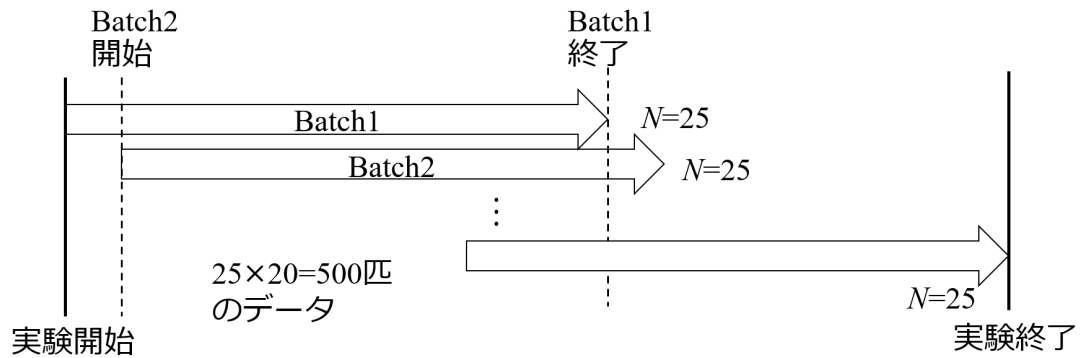 Batch2
開始
Batch1
終了
Batch1
N=25
Batch2
N=25
⋮
25×20=500匹
のデータ
N=25
実験開始
実験終了